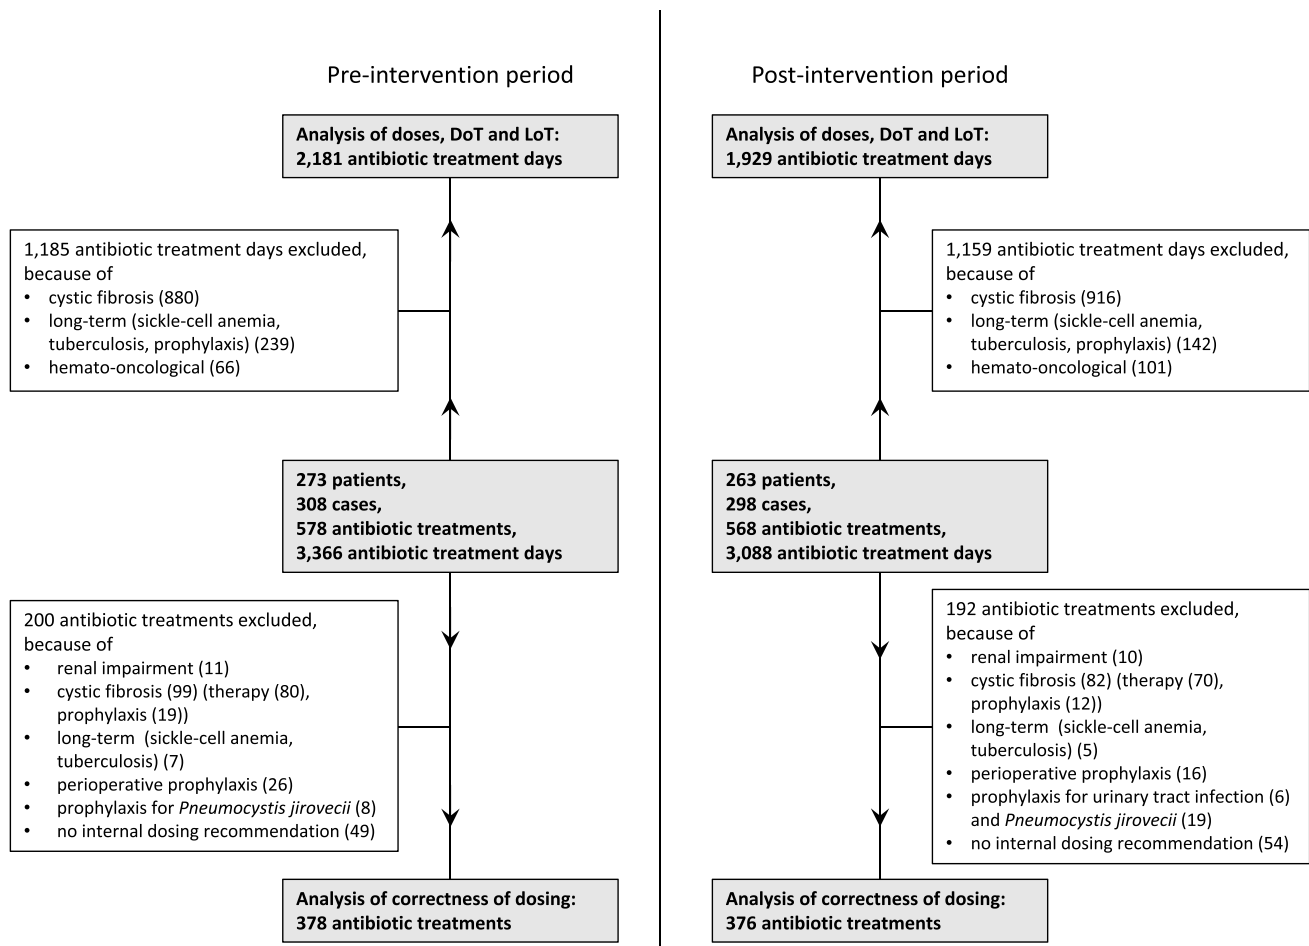 Pre-intervention period
Analysis of doses, DoT and LoT:
2,181 antibiotic treatment days
1,185 antibiotic treatment days excluded,
because of
• cystic fibrosis (880)
• long-term (sickle-cell anemia,
tuberculosis, prophylaxis) (239)
• hemato-oncological (66)
273 patients,
308 cases,
578 antibiotic treatments,
3,366 antibiotic treatment days
200 antibiotic treatments excluded,
because of
• renal impairment (11)
• cystic fibrosis (99) (therapy (80),
prophylaxis (19))
• long-term (sickle-cell anemia,
tuberculosis) (7)
• perioperative prophylaxis (26)
• prophylaxis for Pneumocystis jirovecii (8)
• no internal dosing recommendation (49)
Analysis of correctness of dosing:
378 antibiotic treatments
Post-intervention period
Analysis of doses, DoT and LoT:
1,929 antibiotic treatment days
1,159 antibiotic treatment days excluded,
because of
• cystic fibrosis (916)
• long-term (sickle-cell anemia,
tuberculosis, prophylaxis) (142)
• hemato-oncological (101)
263 patients,
298 cases,
568 antibiotic treatments,
3,088 antibiotic treatment days
192 antibiotic treatments excluded,
because of
• renal impairment (10)
• cystic fibrosis (82) (therapy (70),
prophylaxis (12))
• long-term (sickle-cell anemia,
tuberculosis) (5)
• perioperative prophylaxis (16)
• prophylaxis for urinary tract infection (6)
and Pneumocystis jirovecii (19)
• no internal dosing recommendation (54)
Analysis of correctness of dosing:
376 antibiotic treatments